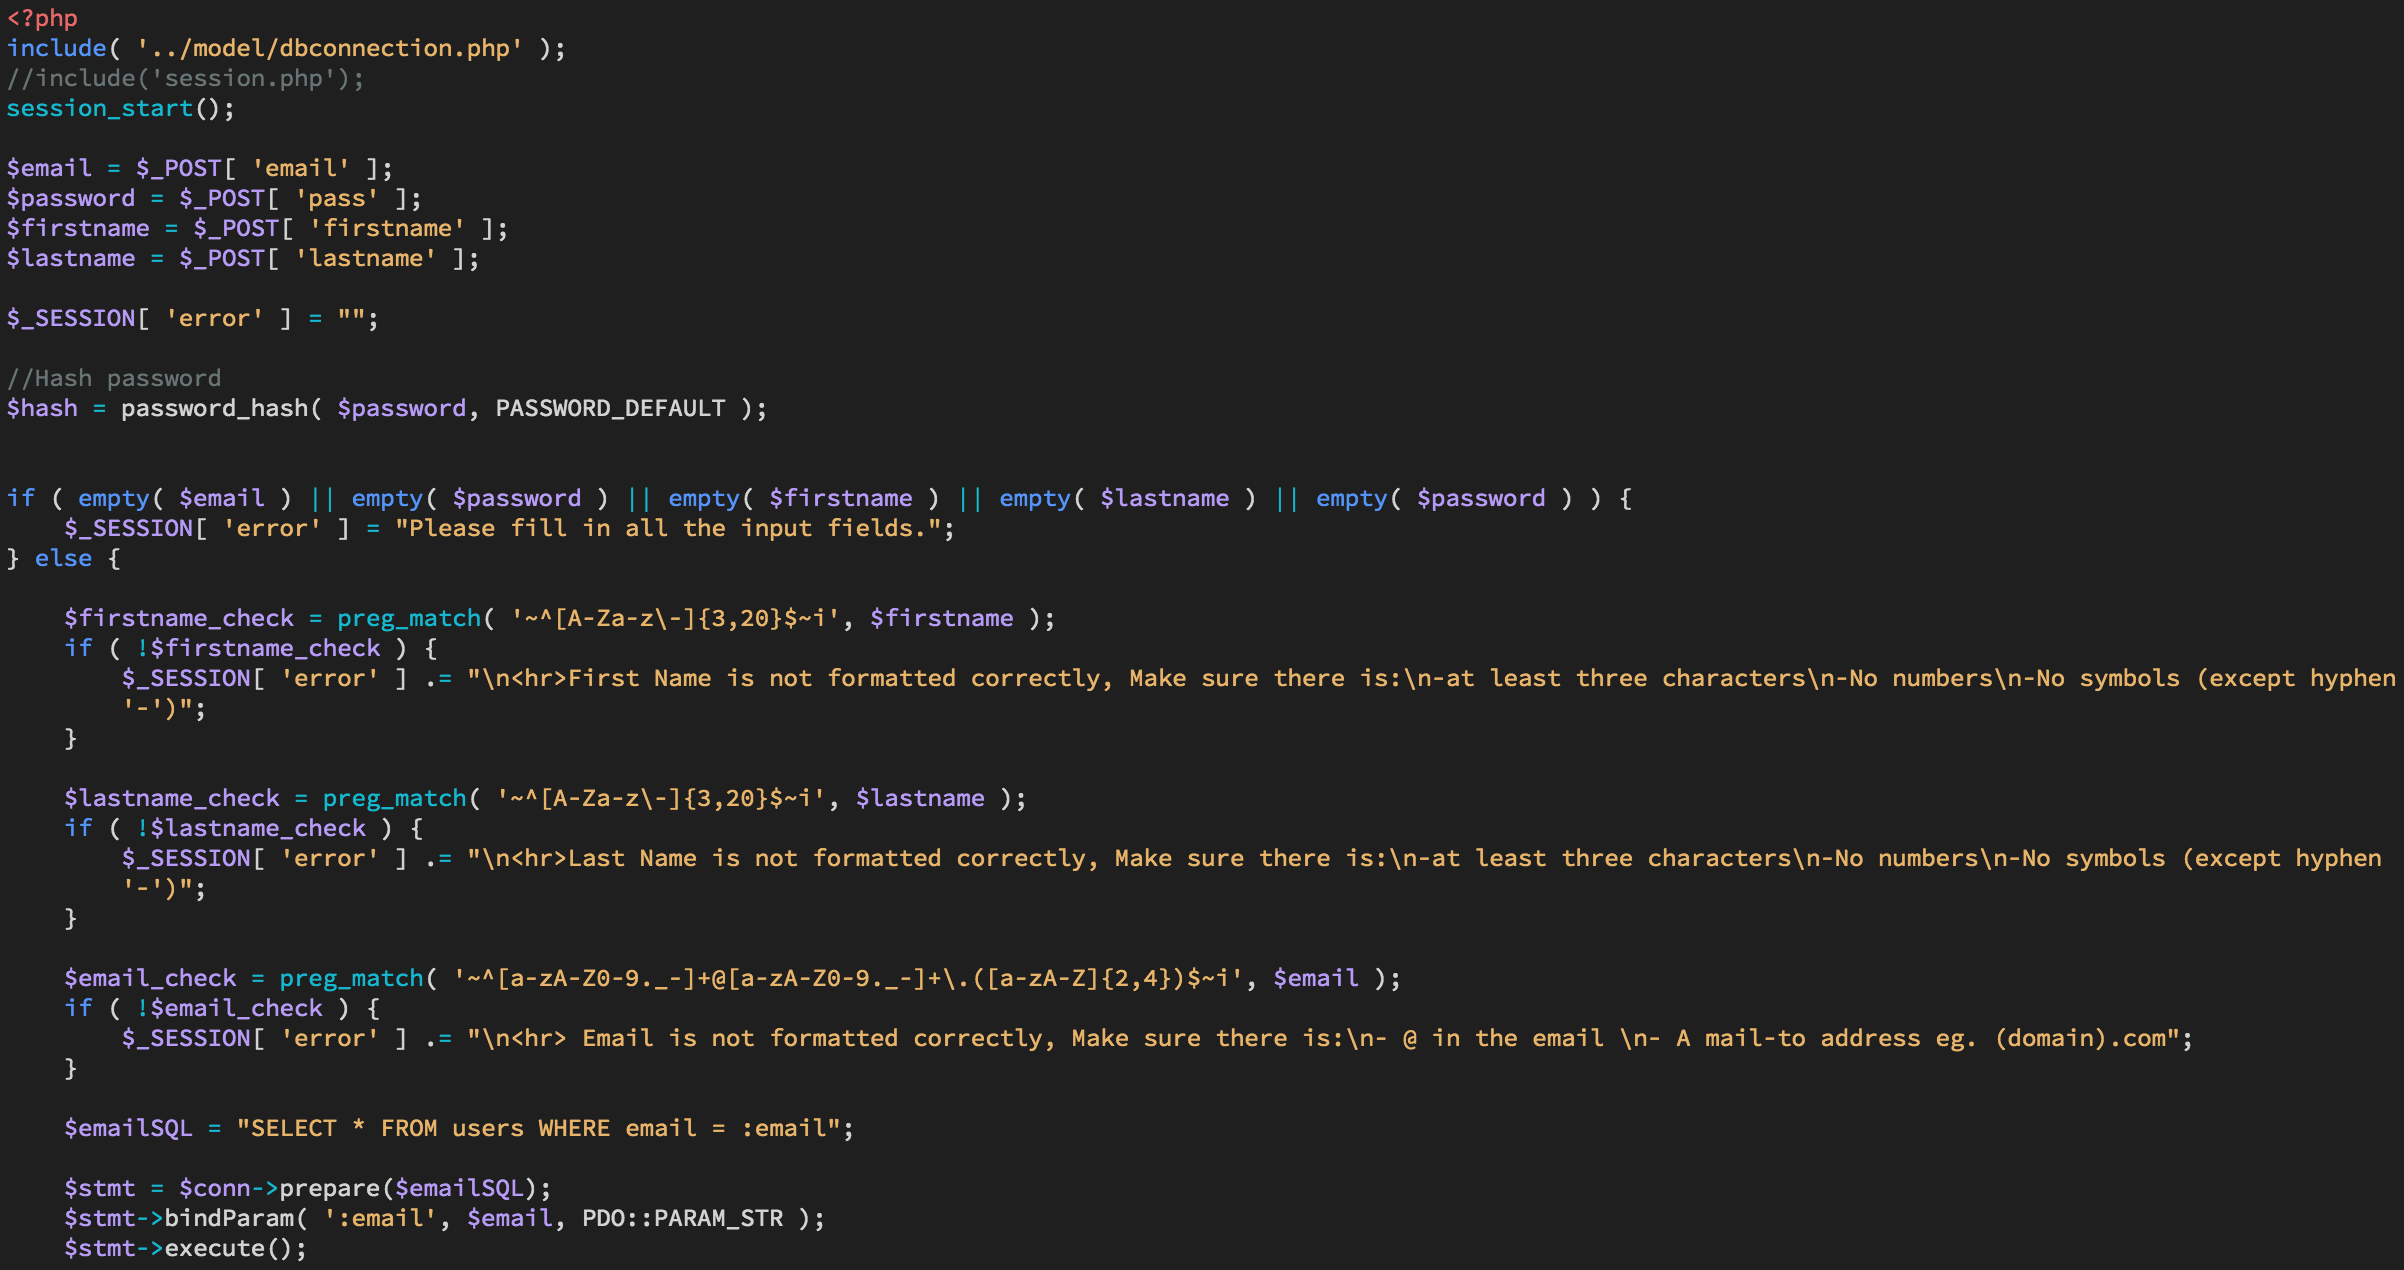 <?php
include( '../model/dbconnection.php' );
//include('session.php');
session_start();

$email = $_POST[ 'email' ];
$password = $_POST[ 'pass' ];
$firstname = $_POST[ 'firstname' ];
$lastname = $_POST[ 'lastname' ];

$_SESSION[ 'error' ] = "";

//Hash password
$hash = password_hash( $password, PASSWORD_DEFAULT );


if ( empty( $email ) || empty( $password ) || empty( $firstname ) || empty( $lastname ) || empty( $password ) ) {
    $_SESSION[ 'error' ] = "Please fill in all the input fields.";
} else {

    $firstname_check = preg_match( '~^[A-Za-z\-]{3,20}$~i', $firstname );
    if ( !$firstname_check ) {
        $_SESSION[ 'error' ] .= "\n<hr>First Name is not formatted correctly, Make sure there is:\n-at least three characters\n-No numbers\n-No symbols (except hyphen
        '-')";
    }

    $lastname_check = preg_match( '~^[A-Za-z\-]{3,20}$~i', $lastname );
    if ( !$lastname_check ) {
        $_SESSION[ 'error' ] .= "\n<hr>Last Name is not formatted correctly, Make sure there is:\n-at least three characters\n-No numbers\n-No symbols (except hyphen
        '-')";
    }

    $email_check = preg_match( '~^[a-zA-Z0-9._-]+@[a-zA-Z0-9._-]+\.([a-zA-Z]{2,4})$~i', $email );
    if ( !$email_check ) {
        $_SESSION[ 'error' ] .= "\n<hr> Email is not formatted correctly, Make sure there is:\n- @ in the email \n- A mail-to address eg. (domain).com";
    }

    $emailSQL = "SELECT * FROM users WHERE email = :email";

    $stmt = $conn->prepare($emailSQL);
    $stmt->bindParam( ':email', $email, PDO::PARAM_STR );
    $stmt->execute();